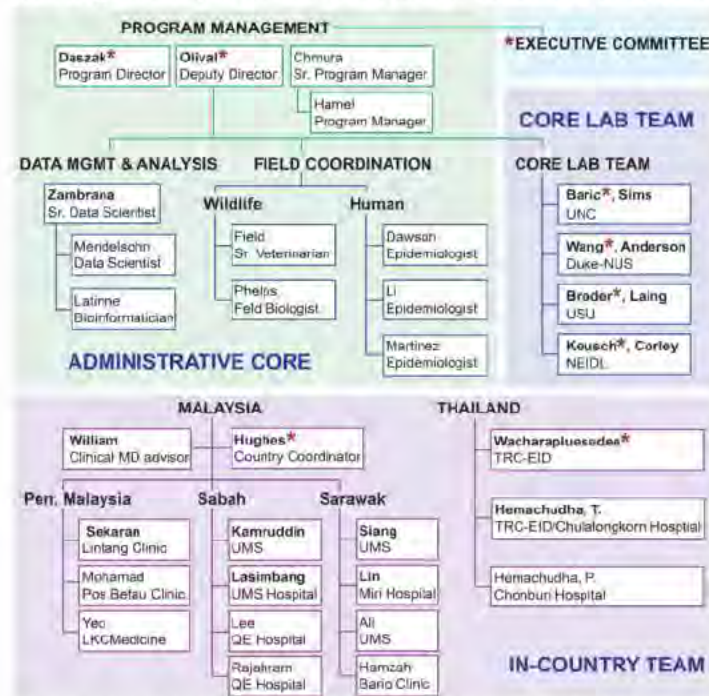 PROGRAM MANAGEMENT
*EXECUTIVE COMMITTEE
Daszak*
Program Director
Olival*
Deputy Director
Chmura
Sr. Program Manager
Hamel
Program Manager
CORE LAB TEAM
DATA MGMT & ANALYSIS
Zambrana
Sr. Data Scientist
Mendelsohn
Data Scientist
Latinne
Bioinformatician
FIELD COORDINATION
Wildlife
Field
Sr. Veterinarian
Phelps
Feld Biologist
Human
Dawson
Epidemiologist
Li
Epidemiologist
Martinez
Epidemiologist
ADMINISTRATIVE CORE
CORE LAB TEAM
Baric*, Sims
UNC
Wang*, Anderson
Duke-NUS
Broder*, Laing
USU
Keusch*, Corley
NEIDL
MALAYSIA
William
Clinical MD advisor
Hughes*
Country Coordinator
Pen. Malaysia
Sekaran
Lintang Clinic
Mohamad
Pos Betau Clinic
Yeo
LKCMedicine
Sabah
Kamruddin
UMS
Lasimbang
UMS Hospital
Lee
QE Hospital
Rajahram
QE Hospital
Sarawak
Siang
UMS
Lin
Miri Hospital
Ali
UMS
Hamzah
Bario Clinic
THAILAND
Wacharapluesadee*
TRC-EID
Hemachudha, T.
TRC-EID/Chulalongkorn Hosptial
Hemachudha, P.
Chonburi Hospital
IN-COUNTRY TEAM